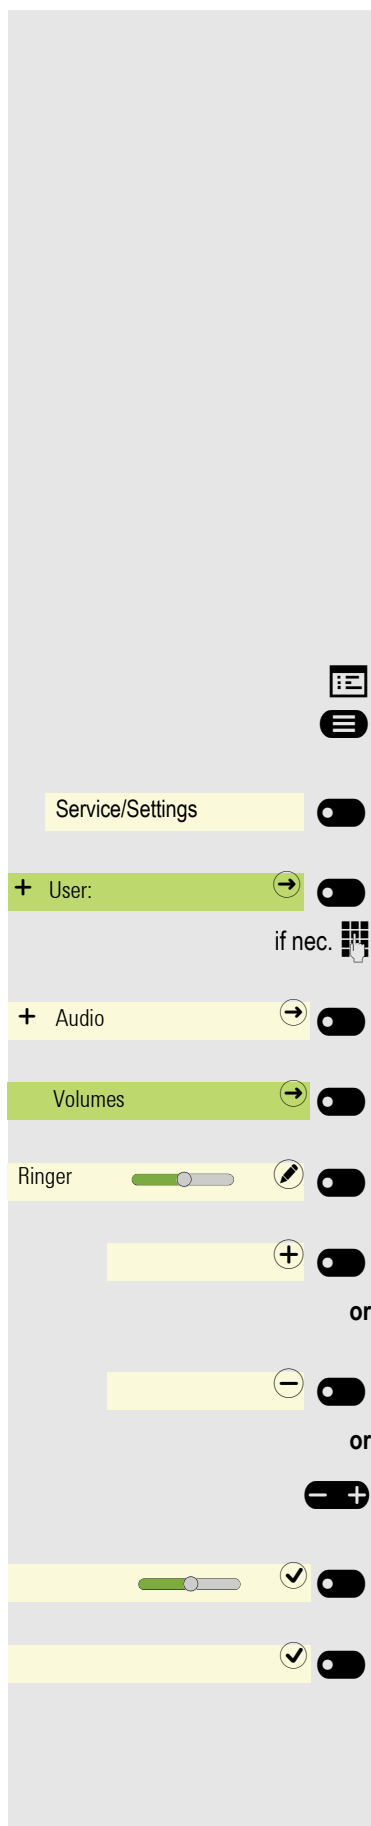 Service/Settings
+ User:
if nec.
+ Audio
Volumes
Ringer
+
or
−
or
− +